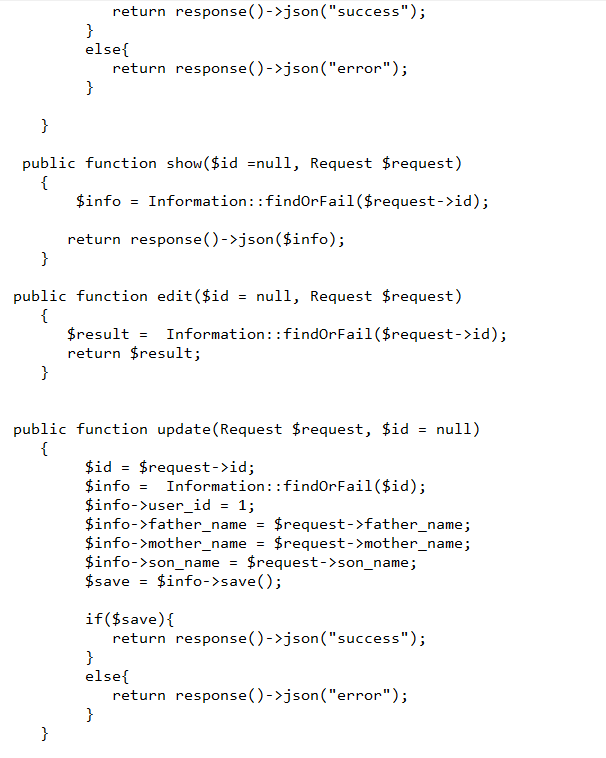 return response()->json("success");
}
else{
return response()->json("error");
}
}
public function show($id =null, Request $request)
{
$info = Information::findOrFail($request->id);
return response()->json($info);
}
public function edit($id = null, Request $request)
{
$result =  Information::findOrFail($request->id);
return $result;
}
public function update(Request $request, $id = null)
{
$id = $request->id;
$info =  Information::findOrFail($id);
$info->user_id = 1;
$info->father_name = $request->father_name;
$info->mother_name = $request->mother_name;
$info->son_name = $request->son_name;
$save = $info->save();
if($save){
return response()->json("success");
}
else{
return response()->json("error");
}
}